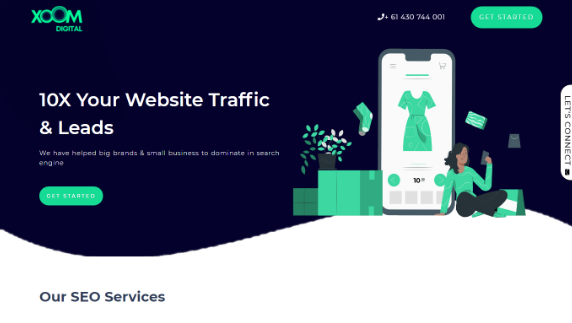 XOOM
DIGITAL
+ 61 430 744 001
GET STARTED
10X Your Website Traffic
& Leads
We have helped big brands & small business to dominate in search
engine
GET STARTED
10
LET'S CONNECT
Our SEO Services